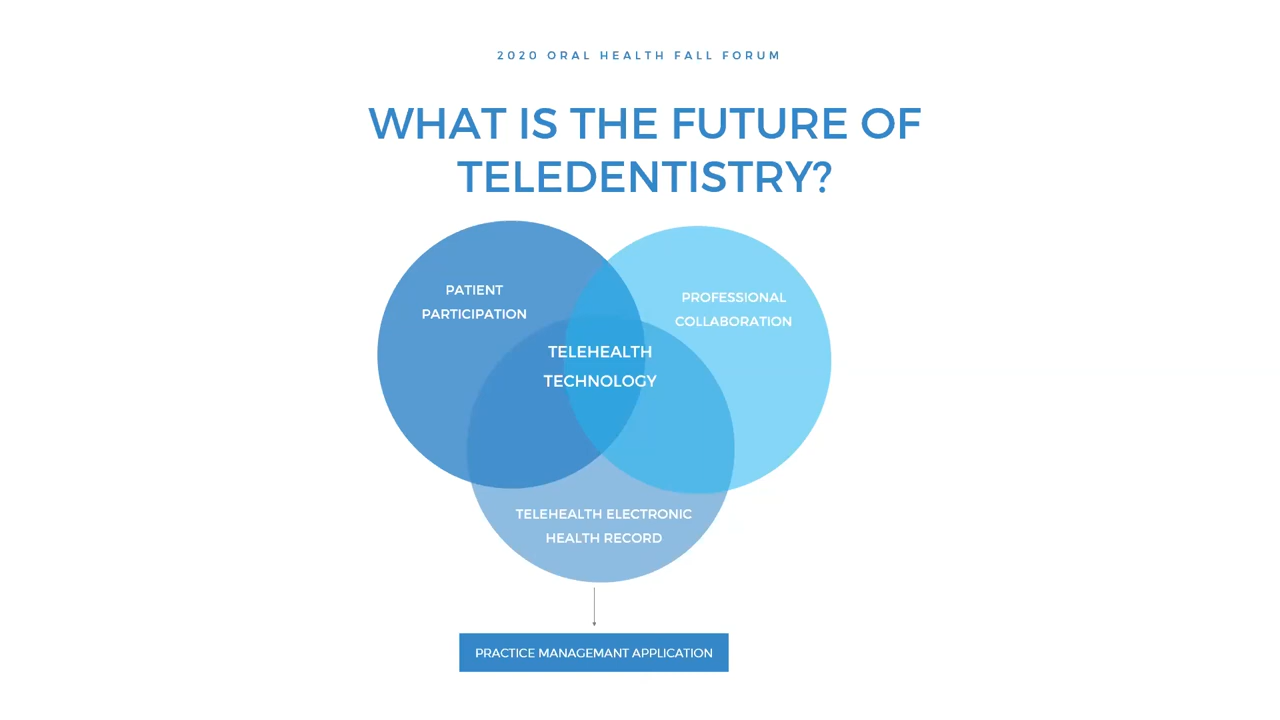 2020 ORAL HEALTH FALL FORUM
WHAT IS THE FUTURE OF
TELEDENTISTRY?
PATIENT
PARTICIPATION
PROFESSIONAL
COLLABORATION
TELEHEALTH
TECHNOLOGY
TELEHEALTH ELECTRONIC
HEALTH RECORD
PRACTICE MANAGEMANT APPLICATION